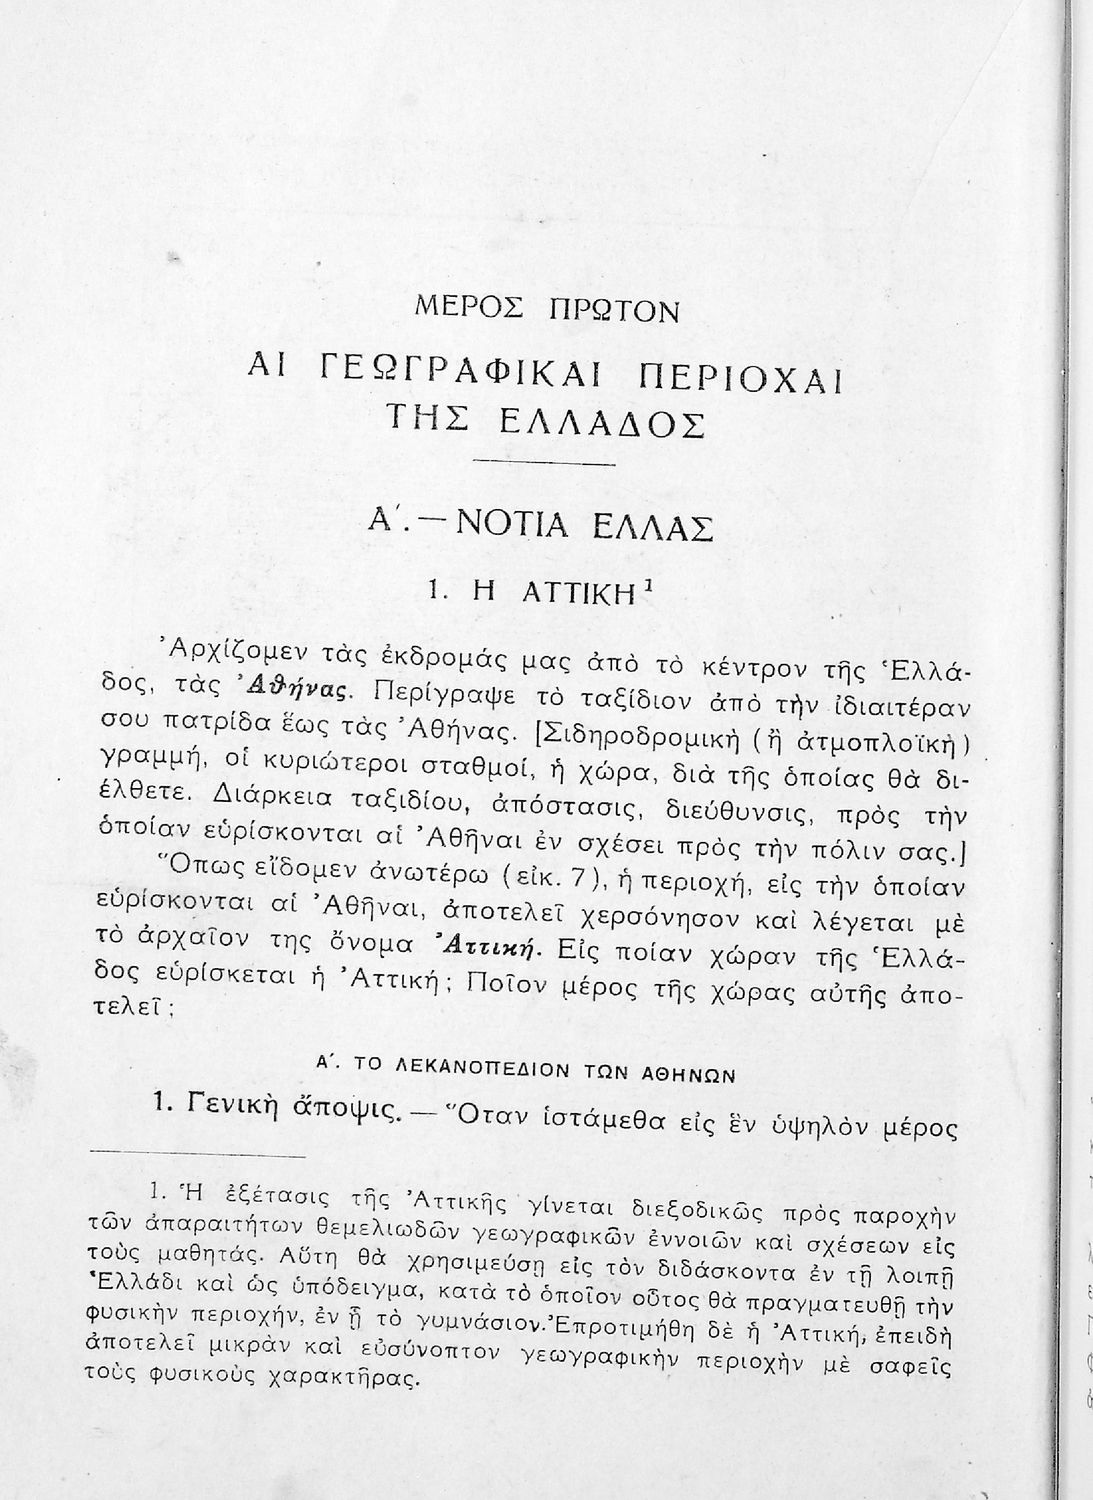 ΜΕΡΟΣ ΠΡΩΤΟΝ
ΑΙ ΓΕΩΓΡΑΦΙΚΑΙ ΠΕΡΙΟΧΑΙ
ΤΗΣ ΕΛΛΑΔΟΣ
Α΄. — ΝΟΤΙΑ ΕΛΛΑΣ
1. Η ΑΤΤΙΚΗ¹
Ἀρχίζομεν τὰς ἐκδρομάς μας ἀπὸ τὸ κέντρον τῆς Ἑλλά-
δος, τὰς Ἀθήνας. Περίγραψε τὸ ταξίδιον ἀπὸ τὴν ἰδιαιτέραν
σου πατρίδα ἕως τὰς Ἀθήνας. [Σιδηροδρομικὴ (ἢ ἀτμοπλοϊκὴ)
γραμμή, οἱ κυριώτεροι σταθμοί, ἡ χώρα, διὰ τῆς ὁποίας θὰ δι-
έλθετε. Διάρκεια ταξιδίου, ἀπόστασις, διεύθυνσις, πρὸς τὴν
ὁποίαν εὑρίσκονται αἱ Ἀθῆναι ἐν σχέσει πρὸς τὴν πόλιν σας.]
Ὅπως εἴδομεν ἀνωτέρω (εἰκ. 7), ἡ περιοχή, εἰς τὴν ὁποίαν
εὑρίσκονται αἱ Ἀθῆναι, ἀποτελεῖ χερσόνησον καὶ λέγεται μὲ
τὸ ἀρχαῖον της ὄνομα Ἀττική. Εἰς ποίαν χώραν τῆς Ἑλλά-
δος εὑρίσκεται ἡ Ἀττική; Ποῖον μέρος τῆς χώρας αὐτῆς ἀπο-
τελεῖ;
Α΄. ΤΟ ΛΕΚΑΝΟΠΕΔΙΟΝ ΤΩΝ ΑΘΗΝΩΝ
1. Γενικὴ ἄποψις. — Ὅταν ἱστάμεθα εἰς ἓν ὑψηλὸν μέρος
1. Ἡ ἐξέτασις τῆς Ἀττικῆς γίνεται διεξοδικῶς πρὸς παροχὴν
τῶν ἀπαραιτήτων θεμελιωδῶν γεωγραφικῶν ἐννοιῶν καὶ σχέσεων εἰς
τοὺς μαθητάς. Αὕτη θὰ χρησιμεύσῃ εἰς τὸν διδάσκοντα ἐν τῇ λοιπῇ
Ἑλλάδι καὶ ὡς ὑπόδειγμα, κατὰ τὸ ὁποῖον οὗτος θὰ πραγματευθῇ τὴν
φυσικὴν περιοχήν, ἐν ᾗ τὸ γυμνάσιον. Ἐπροτιμήθη δὲ ἡ Ἀττική, ἐπειδὴ
ἀποτελεῖ μικρὰν καὶ εὐσύνοπτον γεωγραφικὴν περιοχὴν μὲ σαφεῖς
τοὺς φυσικοὺς χαρακτῆρας.